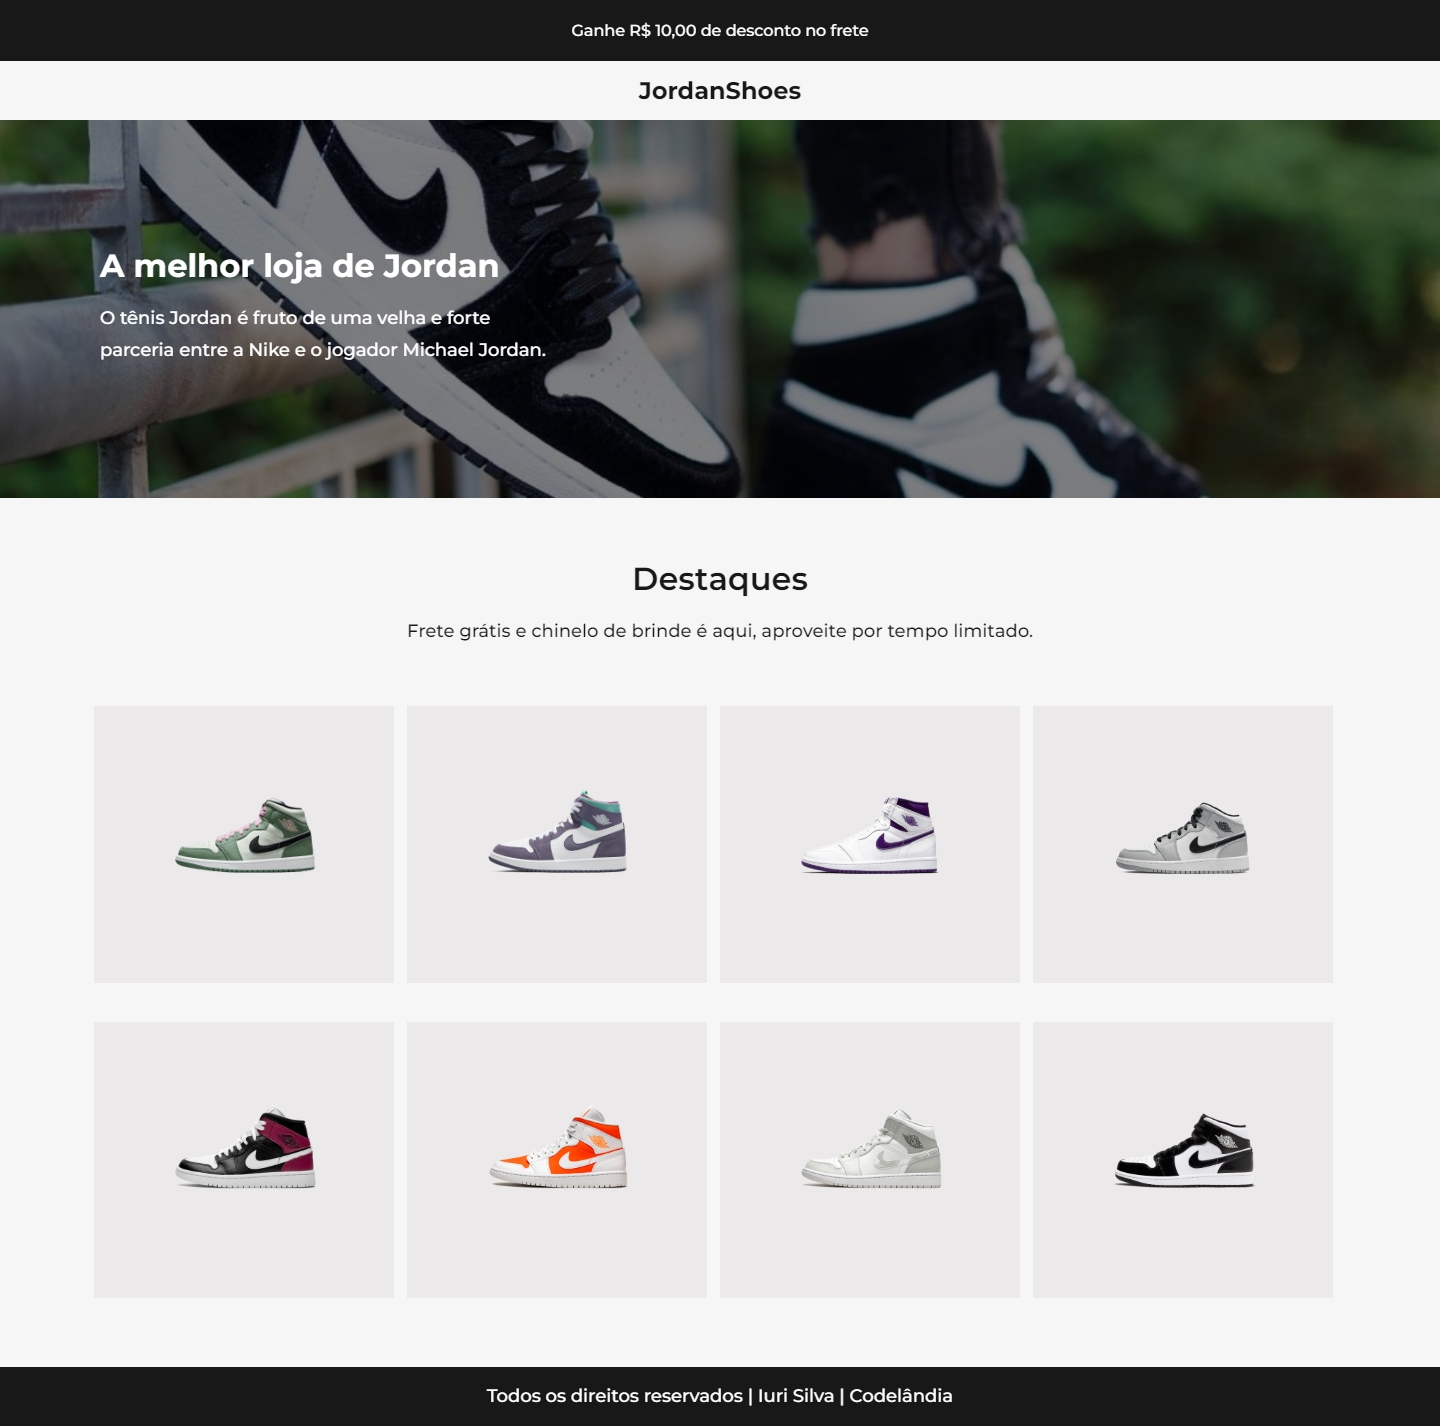 Ganhe R$ 10,00 de desconto no frete
JordanShoes
A melhor loja de Jordan
O tênis Jordan é fruto de uma velha e forte
parceria entre a Nike e o jogador Michael Jordan.
Destaques
Frete grátis e chinelo de brinde é aqui, aproveite por tempo limitado.
Todos os direitos reservados | Iuri Silva | Codelândia